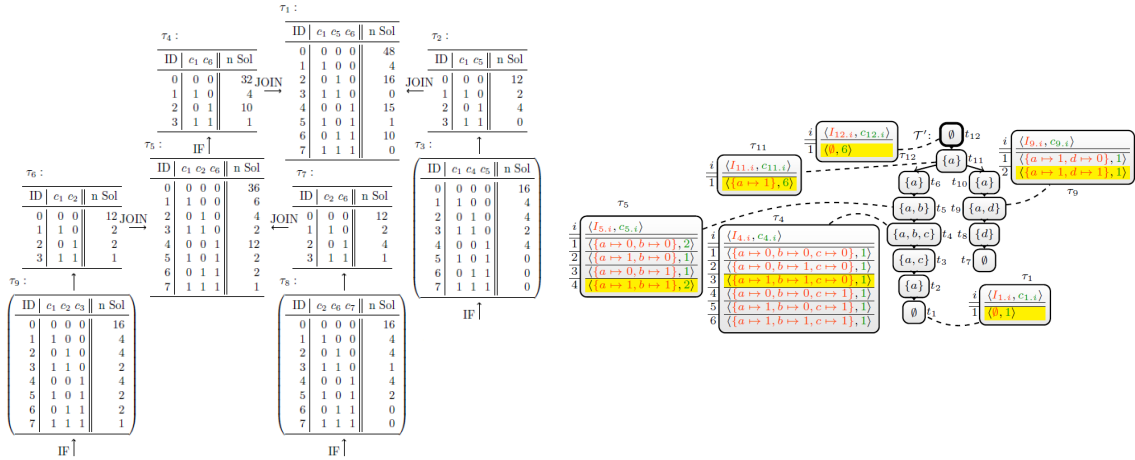 τ4 :
ID c1 c6 n Sol
0 0 0 32
1 1 0 4
2 0 1 10
3 1 1 1
JOIN
→
IF↑
τ1 :
ID c1 c5 c6 n Sol
0 0 0 0 48
1 1 0 0 4
2 0 1 0 16
3 1 1 0 0
4 0 0 1 15
5 1 0 1 1
6 0 1 1 10
7 1 1 1 0
JOIN
←
τ2 :
ID c1 c5 n Sol
0 0 0 12
1 1 0 2
2 0 1 4
3 1 1 0
↑
τ6 :
ID c1 c2 n Sol
0 0 0 12
1 1 0 2
2 0 1 2
3 1 1 1
JOIN
→
↑
τ5 :
ID c1 c2 c6 n Sol
0 0 0 0 36
1 1 0 0 6
2 0 1 0 4
3 1 1 0 2
4 0 0 1 12
5 1 0 1 2
6 0 1 1 2
7 1 1 1 1
JOIN
←
τ7 :
ID c2 c6 n Sol
0 0 0 12
1 1 0 2
2 0 1 4
3 1 1 1
↑
τ3 :
ID c1 c4 c5 n Sol
0 0 0 0 16
1 1 0 0 4
2 0 1 0 4
3 1 1 0 2
4 0 0 1 4
5 1 0 1 0
6 0 1 1 0
7 1 1 1 0
IF↑
τ9 :
ID c1 c2 c3 n Sol
0 0 0 0 16
1 1 0 0 4
2 0 1 0 4
3 1 1 0 2
4 0 0 1 4
5 1 0 1 2
6 0 1 1 2
7 1 1 1 1
IF↑
τ8 :
ID c2 c6 c7 n Sol
0 0 0 0 16
1 1 0 0 4
2 0 1 0 4
3 1 1 0 4
4 0 0 1 4
5 1 0 1 2
6 0 1 1 0
7 1 1 1 0
IF↑
i ⟨I12.i, c12.i⟩
1 ⟨∅, 6⟩
τ12
τ11
i ⟨I11.i, c11.i⟩
1 ⟨{a ↦ 1}, 6⟩
T′: ∅ t12
{a} t11
{a} t6
t10 {a}
{a, b} t5
t9 {a, d}
{a, b, c} t4
t8 {d}
{a, c} t3
t7 ∅
{a} t2
∅ t1
i ⟨I9.i, c9.i⟩
1 ⟨{a ↦ 1, d ↦ 0}, 1⟩
2 ⟨{a ↦ 1, d ↦ 1}, 1⟩
τ9
τ5
i ⟨I5.i, c5.i⟩
1 ⟨{a ↦ 0, b ↦ 0}, 2⟩
2 ⟨{a ↦ 1, b ↦ 0}, 1⟩
3 ⟨{a ↦ 0, b ↦ 1}, 1⟩
4 ⟨{a ↦ 1, b ↦ 1}, 2⟩
τ4
i ⟨I4.i, c4.i⟩
1 ⟨{a ↦ 0, b ↦ 0, c ↦ 0}, 1⟩
2 ⟨{a ↦ 0, b ↦ 1, c ↦ 0}, 1⟩
3 ⟨{a ↦ 1, b ↦ 1, c ↦ 0}, 1⟩
4 ⟨{a ↦ 0, b ↦ 0, c ↦ 1}, 1⟩
5 ⟨{a ↦ 1, b ↦ 0, c ↦ 1}, 1⟩
6 ⟨{a ↦ 1, b ↦ 1, c ↦ 1}, 1⟩
τ1
i ⟨I1.i, c1.i⟩
1 ⟨∅, 1⟩